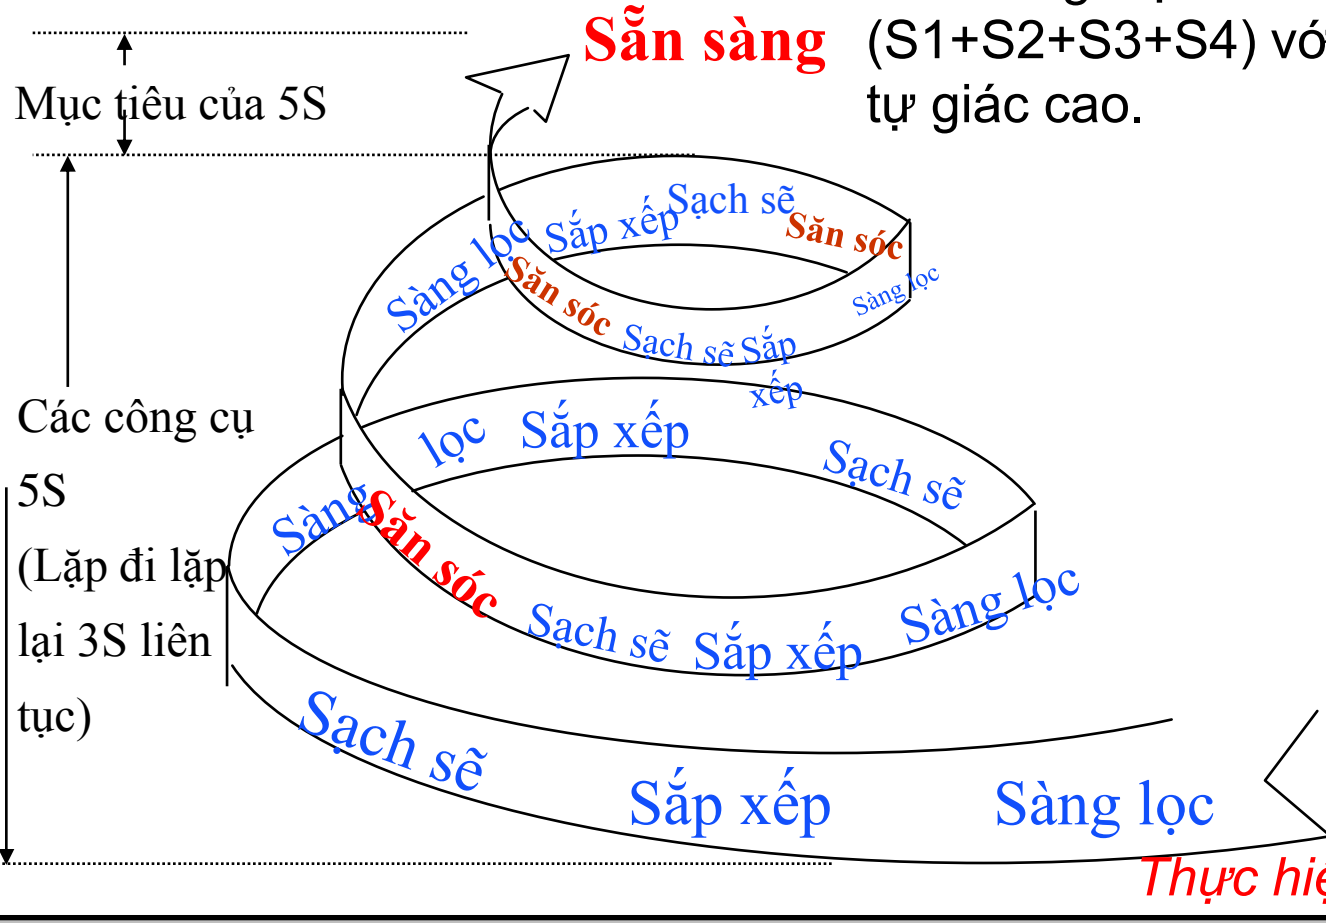 Sẵn sàng
(S1+S2+S3+S4)
tự giác cao.
Mục tiêu của 5S
Sàng lọc
Sắp xếp
Sạch sẽ
Săn sóc
Săn sóc
Sạch sẽ
Sắp
xếp
Sàng lọc
Các công cụ
5S
(Lặp đi lặp
lại 3S liên
tục)
Sàng lọc
Sắp xếp
Sạch sẽ
Săn sóc
Sạch sẽ
Sắp xếp
Sàng lọc
Sạch sẽ
Sắp xếp
Sàng lọc
Thực